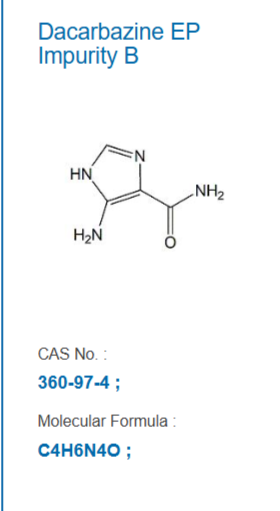 Dacarbazine EP
Impurity B
N
HN
NH2
H2N
O
CAS No. :
360-97-4 ;
Molecular Formula :
C4H6N4O ;